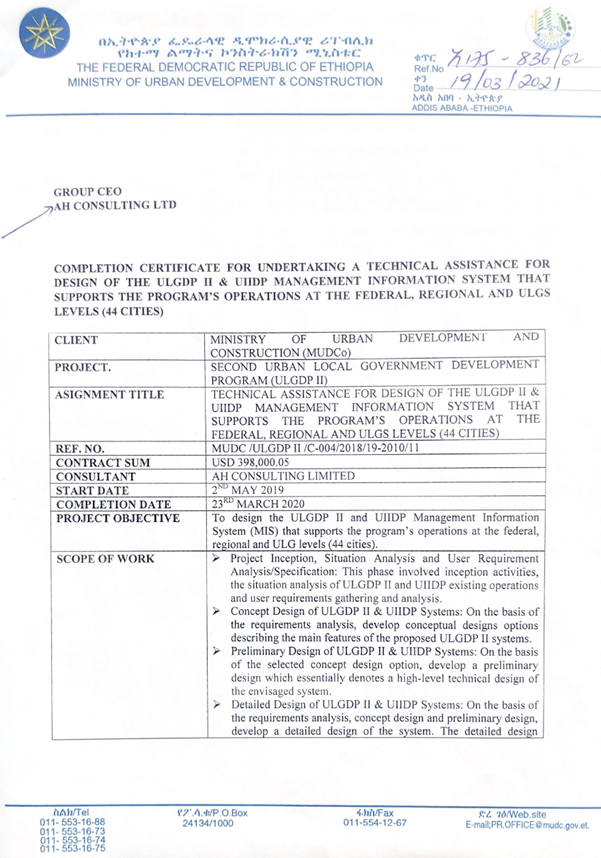 በኢትዮጵያ ፌዴራላዊ ዲሞክራሲያዊ ሪፐብሊክ
የከተማ ልማትና ኮንስትራክሽን ሚኒስቴር
THE FEDERAL DEMOCRATIC REPUBLIC OF ETHIOPIA
MINISTRY OF URBAN DEVELOPMENT & CONSTRUCTION
ቁጥር
Ref.No
ቀን
Date 19/03/2021
አዲስ አበባ - ኢትዮጵያ
ADDIS ABABA -ETHIOPIA
GROUP CEO
AH CONSULTING LTD
COMPLETION CERTIFICATE FOR UNDERTAKING A TECHNICAL ASSISTANCE FOR
DESIGN OF THE ULGDP II & UIIDP MANAGEMENT INFORMATION SYSTEM THAT
SUPPORTS THE PROGRAM'S OPERATIONS AT THE FEDERAL, REGIONAL AND ULGS
LEVELS (44 CITIES)
CLIENT MINISTRY OF URBAN DEVELOPMENT AND
CONSTRUCTION (MUDCo)
PROJECT. SECOND URBAN LOCAL GOVERNMENT DEVELOPMENT
PROGRAM (ULGDP II)
ASIGNMENT TITLE TECHNICAL ASSISTANCE FOR DESIGN OF THE ULGDP II &
UIIDP MANAGEMENT INFORMATION SYSTEM THAT
SUPPORTS THE PROGRAM'S OPERATIONS AT THE
FEDERAL, REGIONAL AND ULGS LEVELS (44 CITIES)
REF. NO. MUDC /ULGDP II /C-004/2018/19-2010/11
CONTRACT SUM USD 398,000.05
CONSULTANT AH CONSULTING LIMITED
START DATE 2ND MAY 2019
COMPLETION DATE 23RD MARCH 2020
PROJECT OBJECTIVE To design the ULGDP II and UIIDP Management Information
System (MIS) that supports the program's operations at the federal,
regional and ULG levels (44 cities).
SCOPE OF WORK ➢ Project Inception, Situation Analysis and User Requirement
Analysis/Specification: This phase involved inception activities,
the situation analysis of ULGDP II and UIIDP existing operations
and user requirements gathering and analysis.
➢ Concept Design of ULGDP II & UIIDP Systems: On the basis of
the requirements analysis, develop conceptual designs options
describing the main features of the proposed ULGDP II systems.
➢ Preliminary Design of ULGDP II & UIIDP Systems: On the basis
of the selected concept design option, develop a preliminary
design which essentially denotes a high-level technical design of
the envisaged system.
➢ Detailed Design of ULGDP II & UIIDP Systems: On the basis of
the requirements analysis, concept design and preliminary design,
develop a detailed design of the system. The detailed design
ስልክ/Tel
011- 553-16-88
011- 553-16-73
011- 553-16-74
011- 553-16-75
የፖ.ሣ.ቁ/P.O.Box
24134/1000
ፋክስ/Fax
011-554-12-67
ድረ ገፅ/Web.site
E-mail;PR.OFFICE@mudc.gov.et.